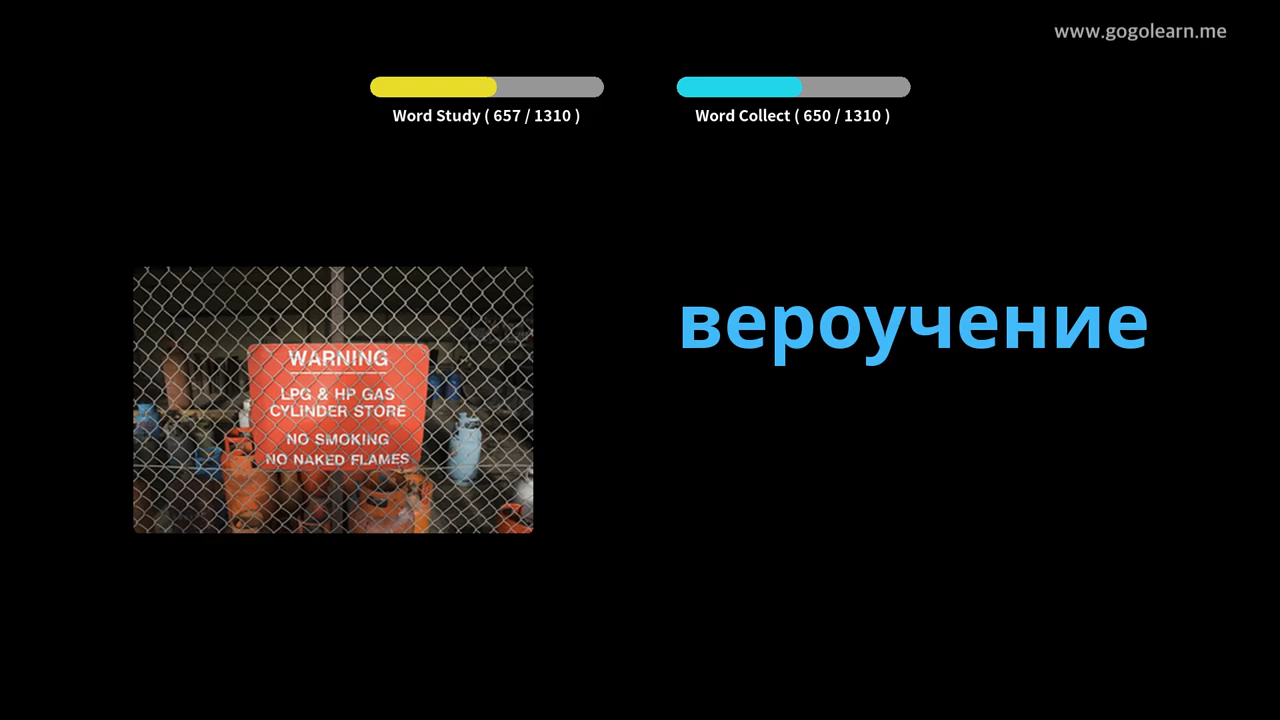 www.gogolearn.me
Word Study ( 657 / 1310 )
Word Collect ( 650 / 1310 )
вероучение
WARNING
LPG & HP GAS
CYLINDER STORE
NO SMOKING
NO NAKED FLAMES